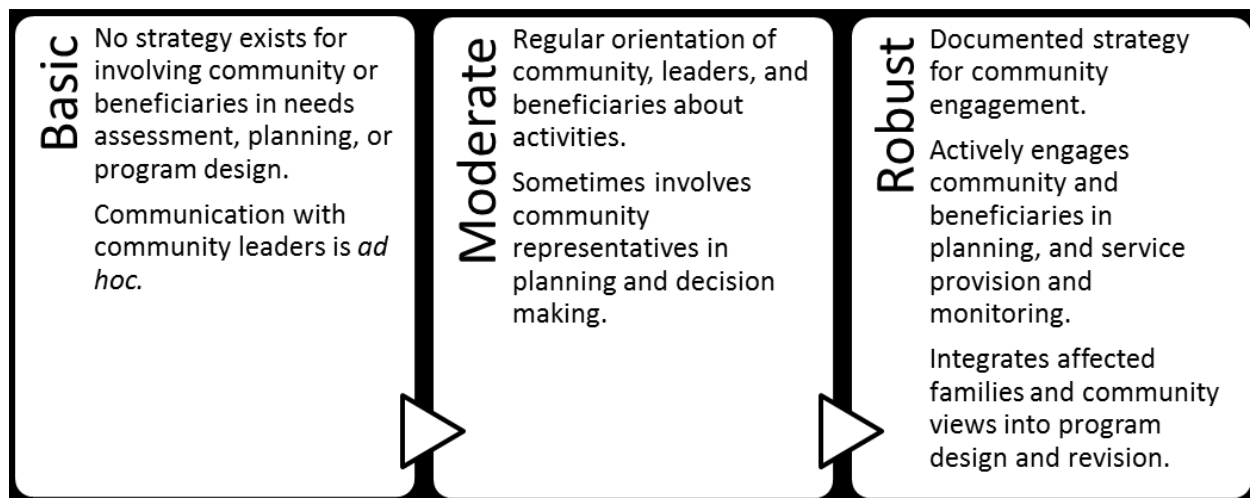 Basic
No strategy exists for
involving community or
beneficiaries in needs
assessment, planning, or
program design.
Communication with
community leaders is ad
hoc.
Moderate
Regular orientation of
community, leaders, and
beneficiaries about
activities.
Sometimes involves
community
representatives in
planning and decision
making.
Robust
Documented strategy
for community
engagement.
Actively engages
community and
beneficiaries in
planning, and service
provision and
monitoring.
Integrates affected
families and community
views into program
design and revision.